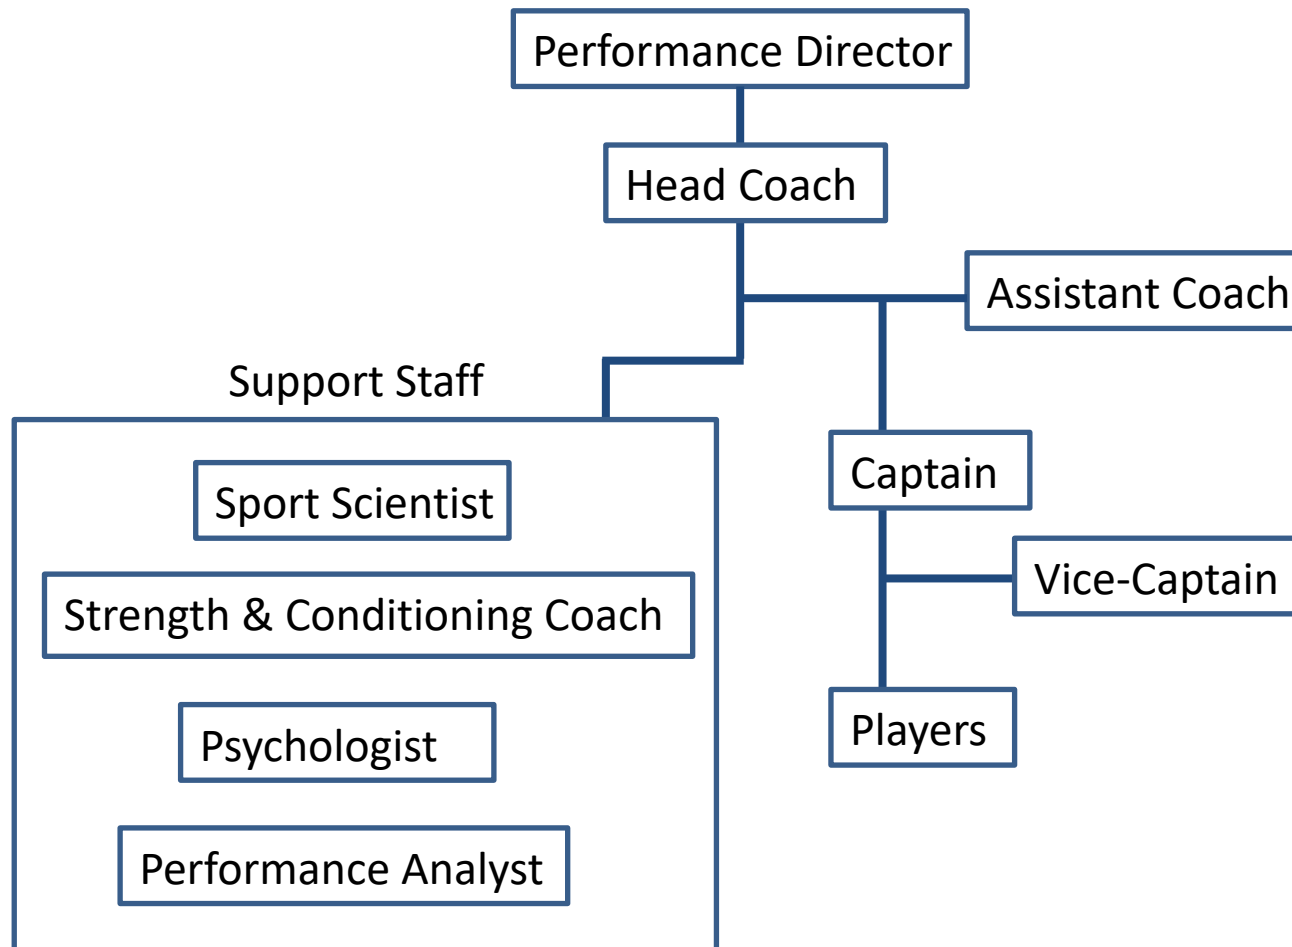 Performance Director
Head Coach
Assistant Coach
Support Staff
Captain
Sport Scientist
Vice-Captain
Strength & Conditioning Coach
Players
Psychologist
Performance Analyst